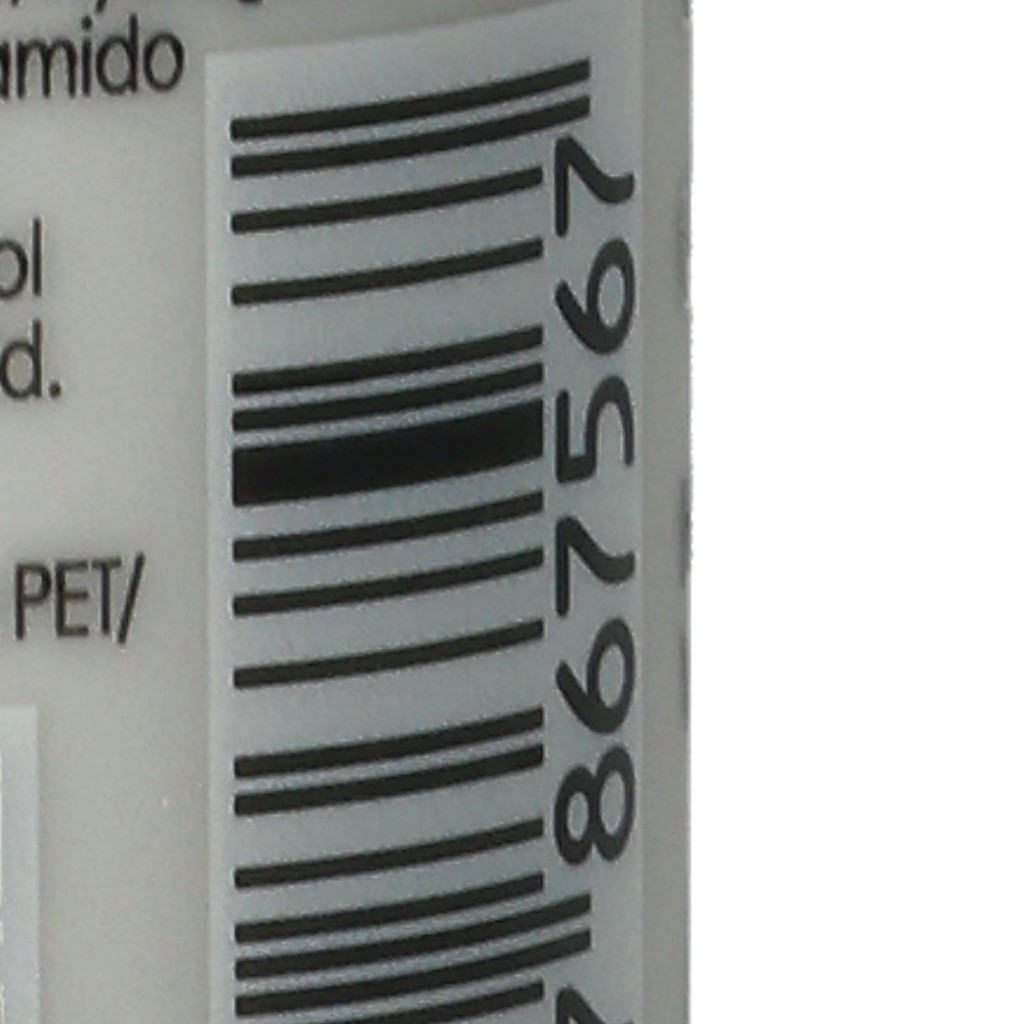 amido
ol
d.
PET/
867567